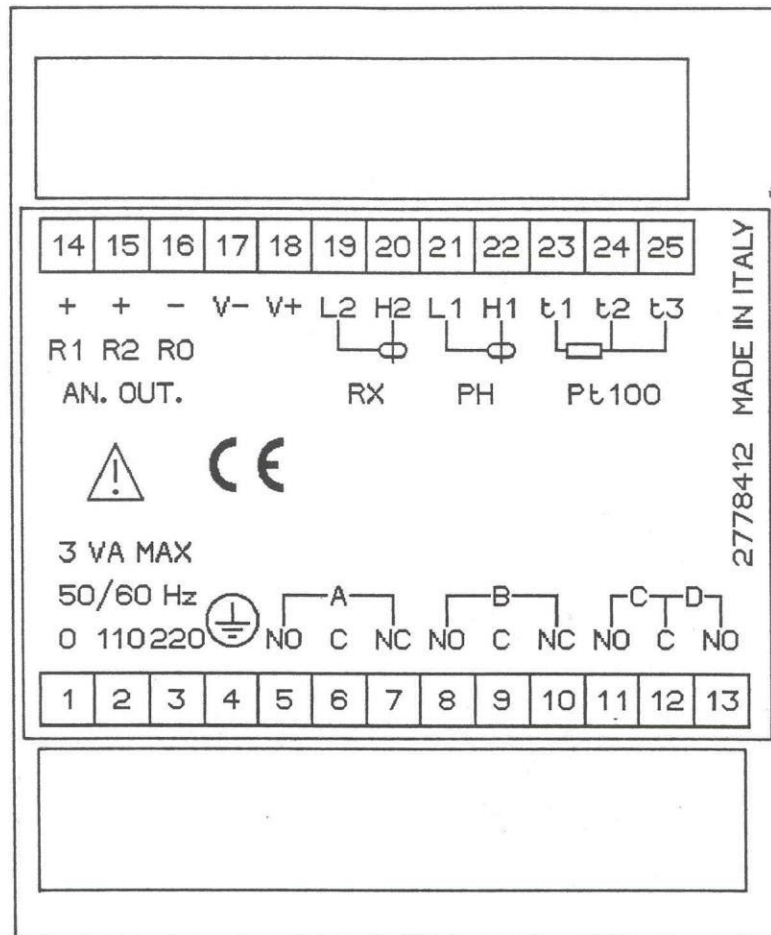 14 15 16 17 18 19 20 21 22 23 24 25
+ + - V- V+ L2 H2 L1 H1 t1 t2 t3
R1 R2 R0
AN. OUT. RX PH Pt100
CE
3 VA MAX
50/60 Hz A B C D
0 110 220 NO C NC NO C NC NO C NO
1 2 3 4 5 6 7 8 9 10 11 12 13
2778412 MADE IN ITALY